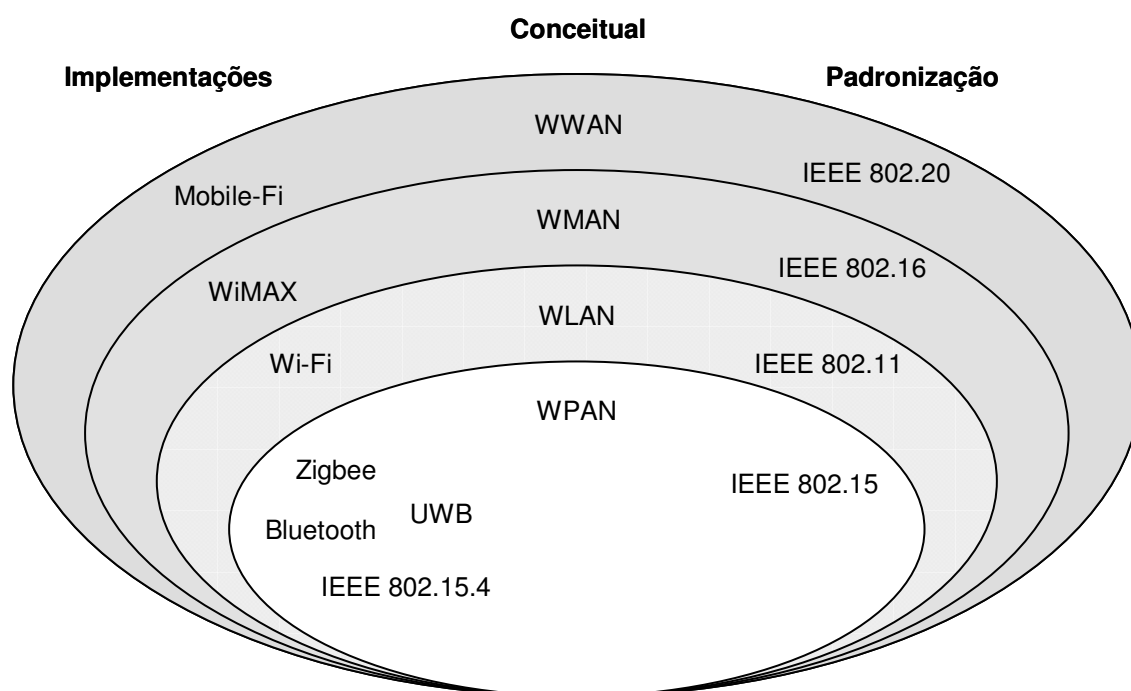 Conceitual
Implementações
Padronização
WWAN
IEEE 802.20
Mobile-Fi
WMAN
IEEE 802.16
WiMAX
WLAN
Wi-Fi
IEEE 802.11
WPAN
Zigbee
IEEE 802.15
UWB
Bluetooth
IEEE 802.15.4